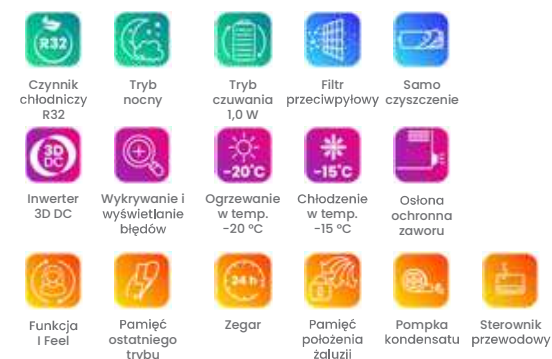 R32
Czynnik
chłodniczy
R32
Tryb
nocny
Tryb
czuwania
1,0 W
Filtr
przeciwpyłowy
Samo
czyszczenie
3D
DC
Inwerter
3D DC
Wykrywanie i
wyświetlanie
błędów
-20°C
Ogrzewanie
w temp.
-20 °C
-15°C
Chłodzenie
w temp.
-15 °C
Osłona
ochronna
zaworu
Funkcja
I Feel
Pamięć
ostatniego
trybu
24 h
Zegar
Pamięć
położenia
żaluzji
Pompka
kondensatu
Sterownik
przewodowy